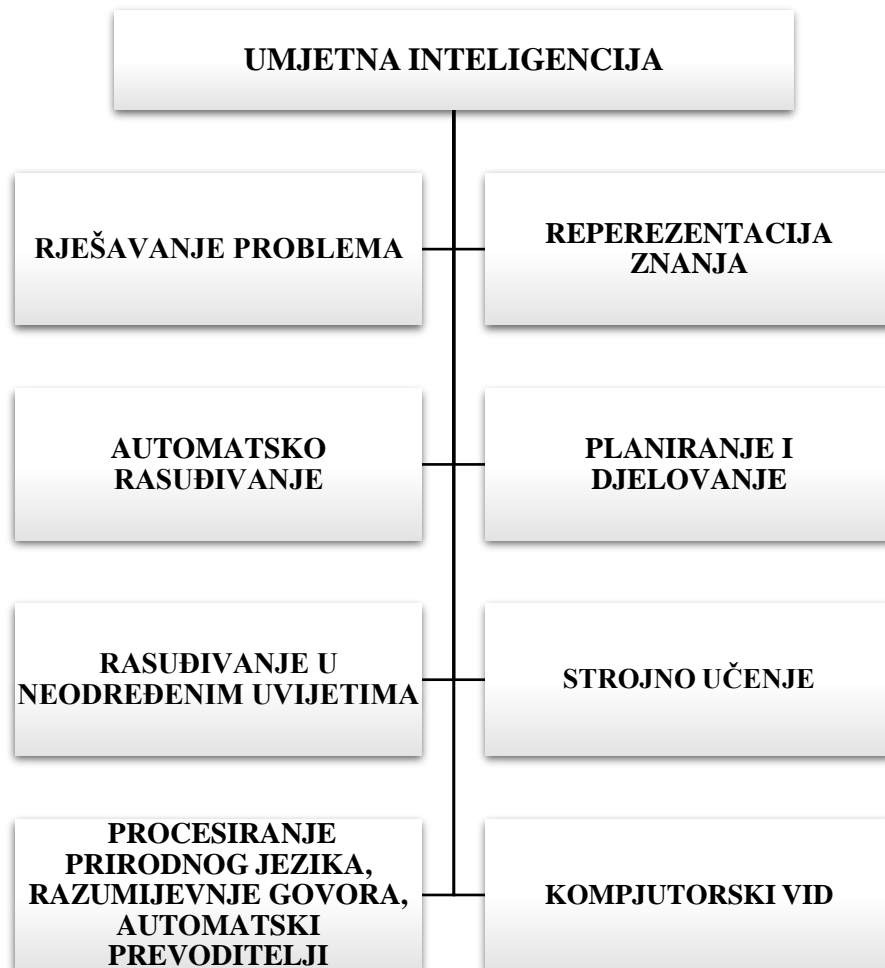 UMJETNA INTELIGENCIJA
RJEŠAVANJE PROBLEMA
REPEREZENTACIJA
ZNANJA
AUTOMATSKO
RASUĐIVANJE
PLANIRANJE I
DJELOVANJE
RASUĐIVANJE U
NEODREĐENIM UVIJETIMA
STROJNO UČENJE
PROCESIRANJE
PRIRODNOG JEZIKA,
RAZUMIJEVNJE GOVORA,
AUTOMATSKI
PREVODITELJI
KOMPJUTORSKI VID